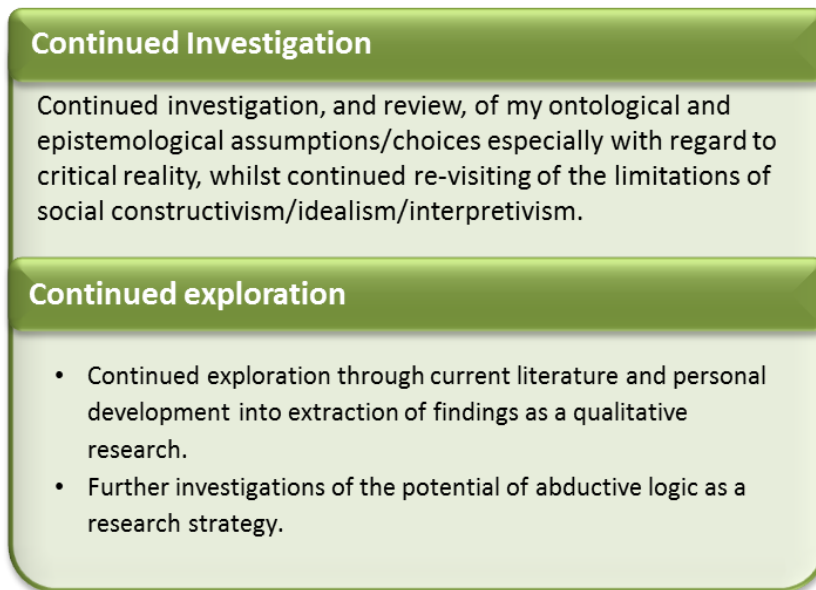 Continued Investigation
Continued investigation, and review, of my ontological and
epistemological assumptions/choices especially with regard to
critical reality, whilst continued re-visiting of the limitations of
social constructivism/idealism/interpretivism.
Continued exploration
• Continued exploration through current literature and personal
development into extraction of findings as a qualitative
research.
• Further investigations of the potential of abductive logic as a
research strategy.